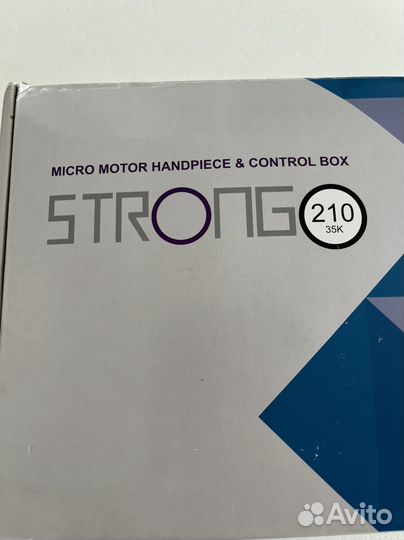 MICRO MOTOR HANDPIECE & CONTROL BOX
STRONG
210
35K
Avito